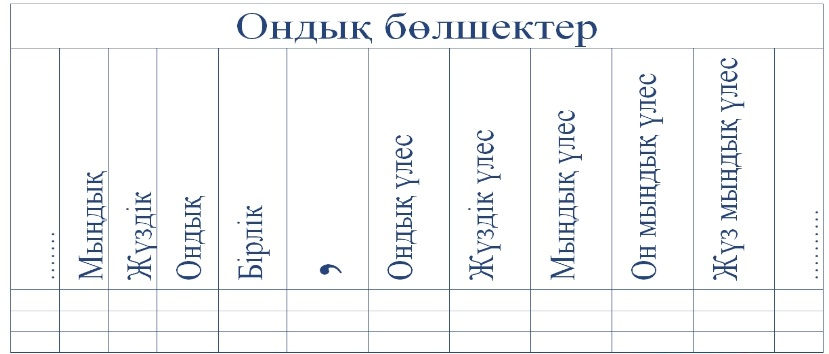 Ондық бөлшектер
.......
Мыңдық
Жүздік
Ондық
Бірлік
,
Ондық үлес
Жүздік үлес
Мыңдық үлес
Он мыңдық үлес
Жүз мыңдық үлес
...........